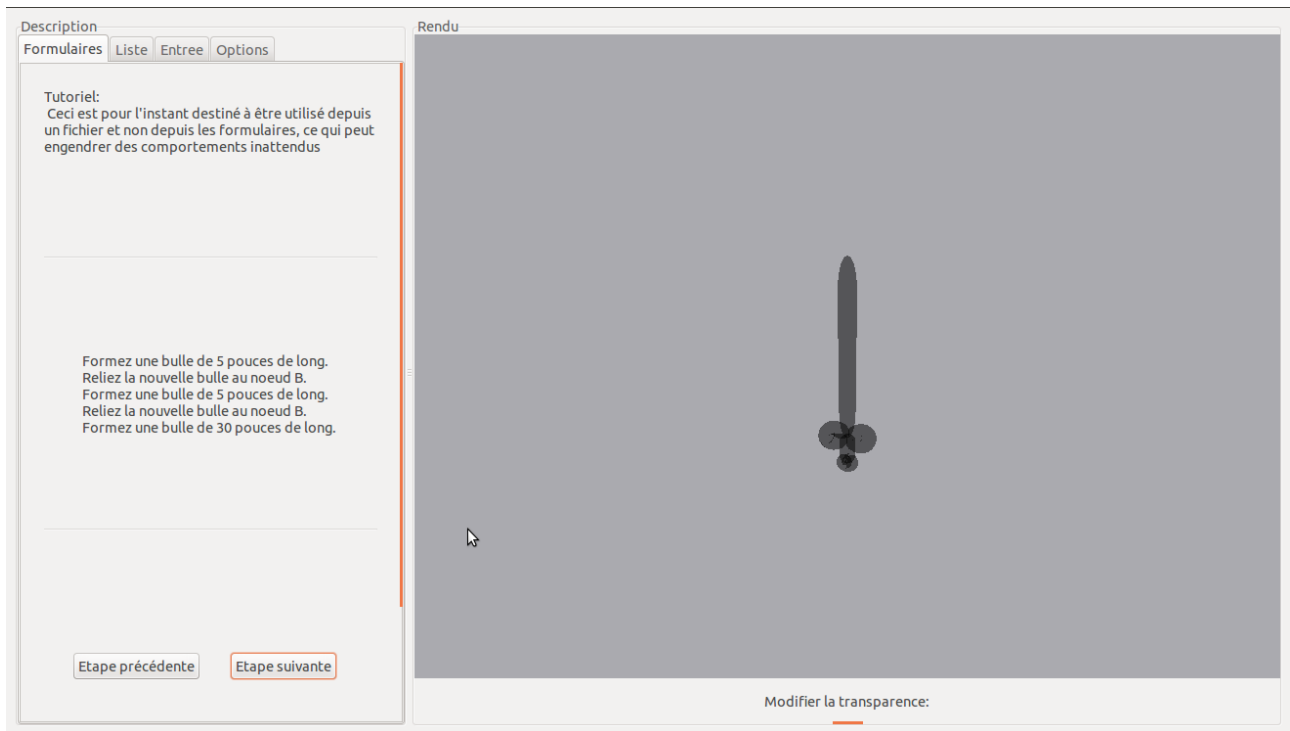 Description
Formulaires Liste Entree Options
Tutoriel:
Ceci est pour l'instant destiné à être utilisé depuis
un fichier et non depuis les formulaires, ce qui peut
engendrer des comportements inattendus
Formez une bulle de 5 pouces de long.
Reliez la nouvelle bulle au noeud B.
Formez une bulle de 5 pouces de long.
Reliez la nouvelle bulle au noeud B.
Formez une bulle de 30 pouces de long.
Etape précédente Etape suivante
Rendu
Modifier la transparence: